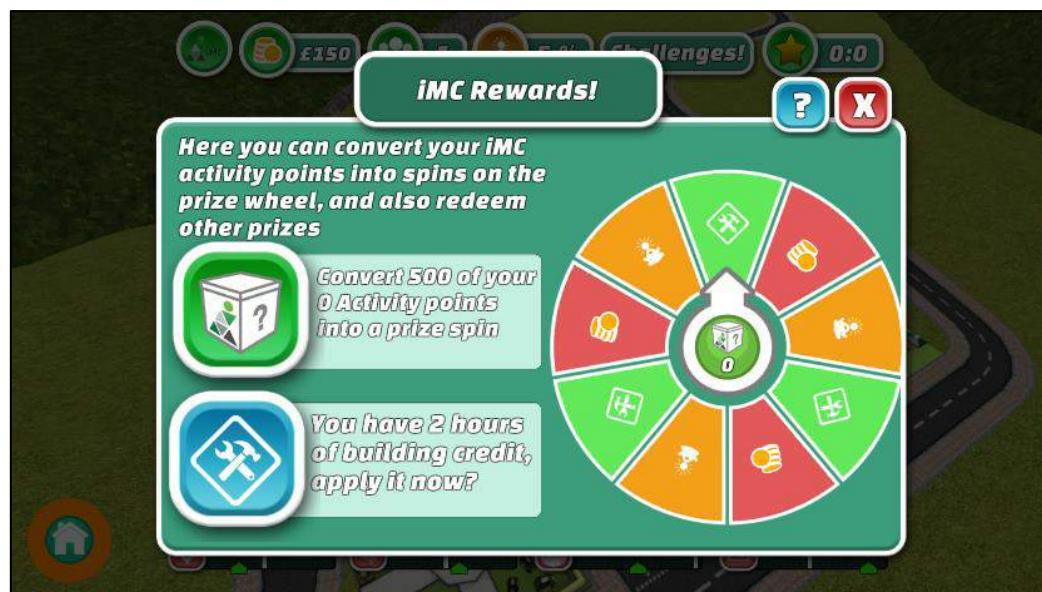 £150
Challenges!
0:0
iMC Rewards!
?
X
Here you can convert your iMC
activity points into spins on the
prize wheel, and also redeem
other prizes
Convert 500 of your
0 Activity points
into a prize spin
?
?
0
You have 2 hours
of building credit,
apply it now?